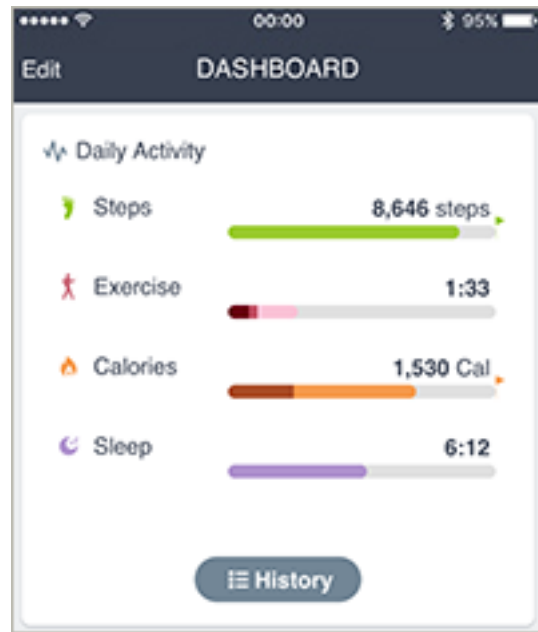 00:00 95%
Edit DASHBOARD
Daily Activity
Steps 8,646 steps
Exercise 1:33
Calories 1,530 Cal
Sleep 6:12
History